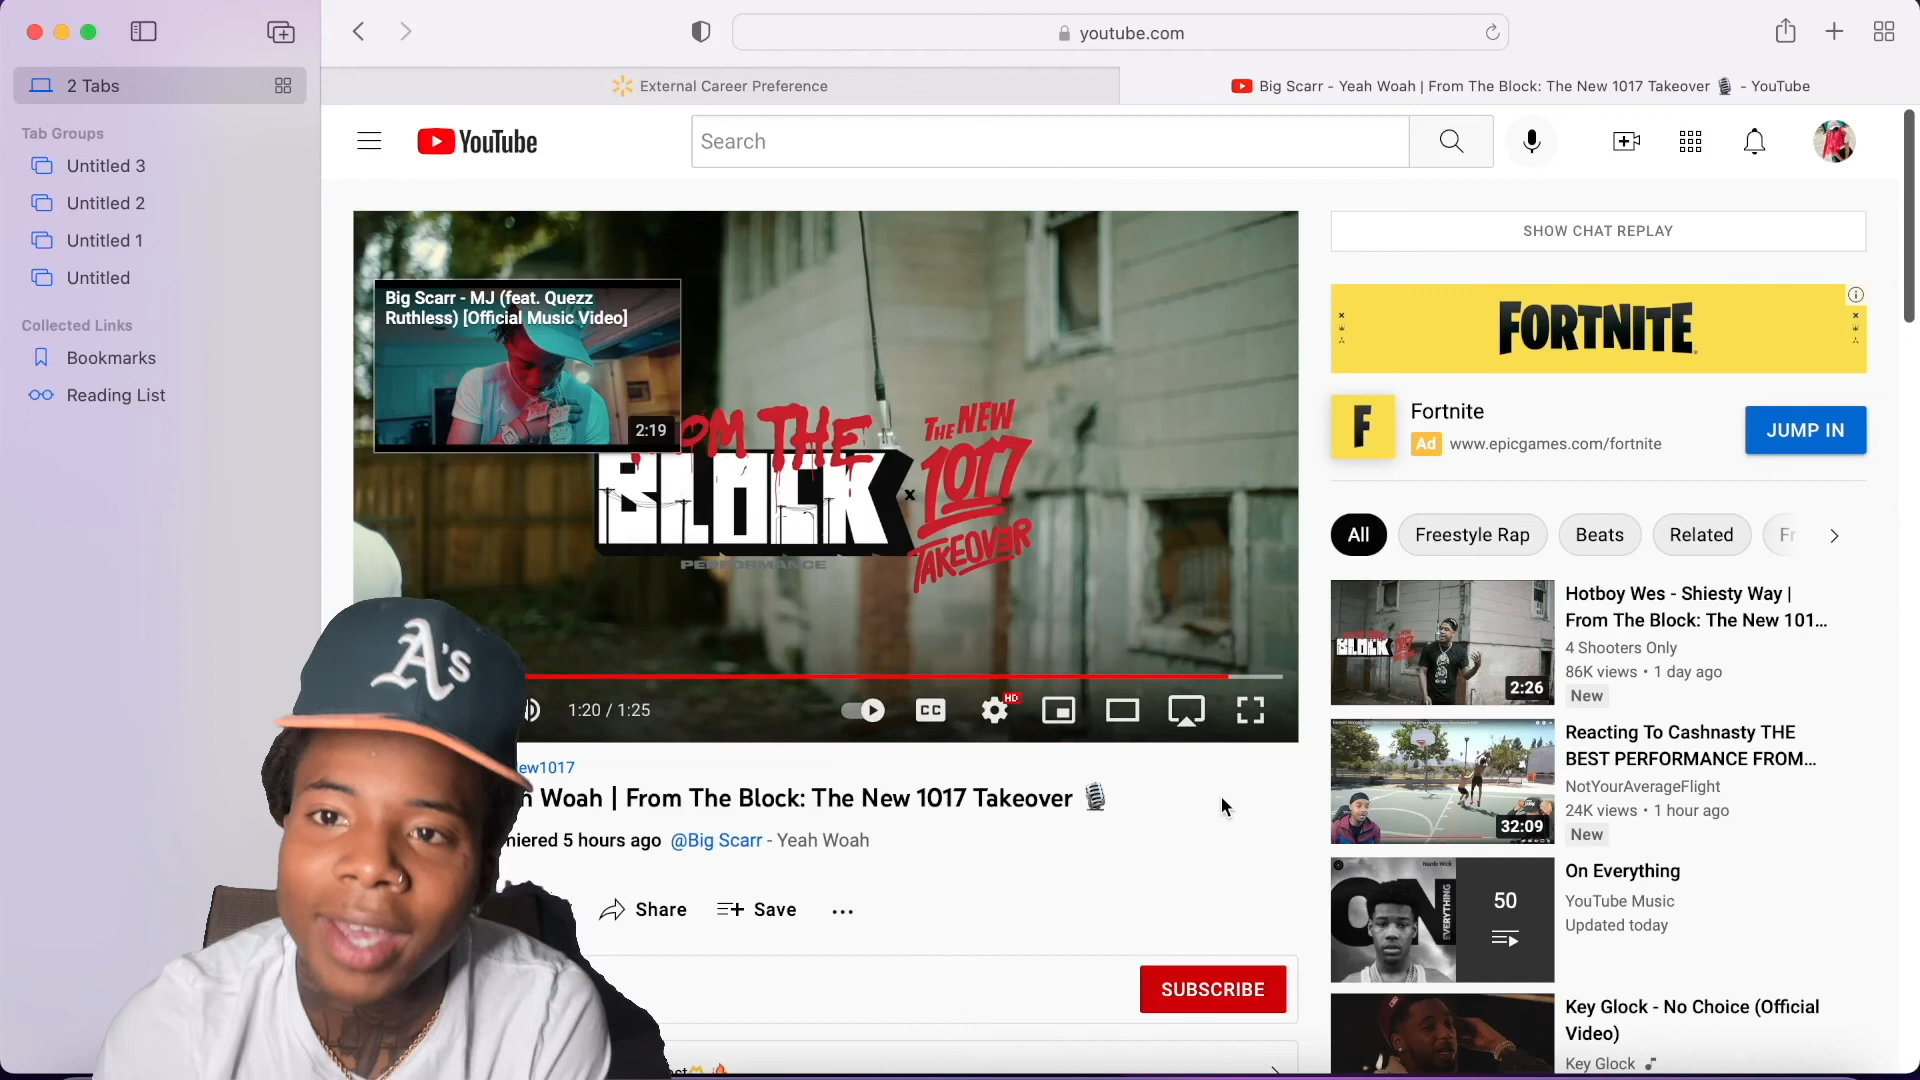 youtube.com
2 Tabs
External Career Preference
Big Scarr - Yeah Woah | From The Block: The New 1017 Takeover 🎙 - YouTube
Tab Groups
Untitled 3
Untitled 2
Untitled 1
Untitled
Collected Links
Bookmarks
Reading List
YouTube
Search
SHOW CHAT REPLAY
Big Scarr - MJ (feat. Quezz
Ruthless) [Official Music Video]
2:19
OM THE
BLOCK
PERFORMANCE
x
THE NEW
1017
TAKEOVER
1:20 / 1:25
CC
HD
FORTNITE
F
Fortnite
Ad www.epicgames.com/fortnite
JUMP IN
All
Freestyle Rap
Beats
Related
Fr
Hotboy Wes - Shiesty Way |
From The Block: The New 101...
4 Shooters Only
86K views • 1 day ago
New
BLOCK
2:26
Reacting To Cashnasty THE
BEST PERFORMANCE FROM...
NotYourAverageFlight
24K views • 1 hour ago
New
32:09
On Everything
YouTube Music
Updated today
ON
EVERYTHING
50
Key Glock - No Choice (Official
Video)
Key Glock
ew1017
Woah | From The Block: The New 1017 Takeover 🎙
miered 5 hours ago @Big Scarr - Yeah Woah
Share
Save
SUBSCRIBE
A's